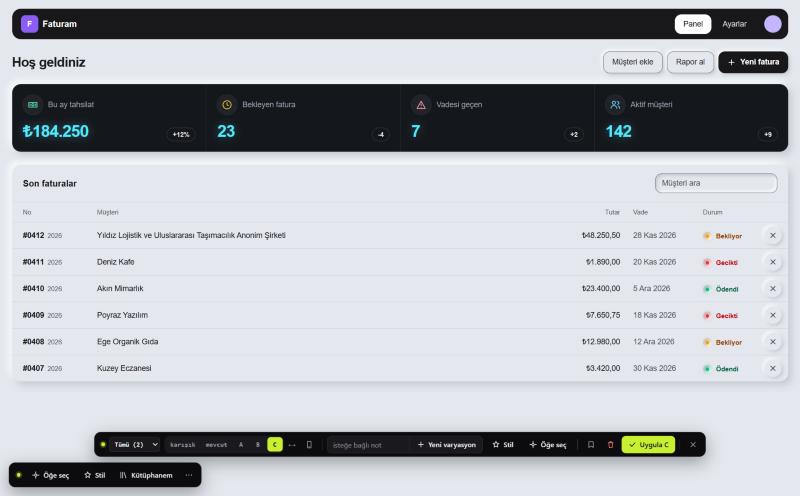 F Faturam Panel Ayarlar
Hoş geldiniz Müşteri ekle Rapor al + Yeni fatura
Bu ay tahsilat Bekleyen fatura Vadesi geçen Aktif müşteri
₺184.250 +12% 23 -4 7 +2 142 +9
Son faturalar Müşteri ara
No Müşteri Tutar Vade Durum
#0412 2026 Yıldız Lojistik ve Uluslararası Taşımacılık Anonim Şirketi ₺48.250,50 28 Kas 2026 Bekliyor
#0411 2026 Deniz Kafe ₺1.890,00 20 Kas 2026 Gecikti
#0410 2026 Akın Mimarlık ₺23.400,00 5 Ara 2026 Ödendi
#0409 2026 Poyraz Yazılım ₺7.650,75 18 Kas 2026 Gecikti
#0408 2026 Ege Organik Gıda ₺12.980,00 12 Ara 2026 Bekliyor
#0407 2026 Kuzey Eczanesi ₺3.420,00 30 Kas 2026 Ödendi
Tümü (2) karışık mevcut A B C isteğe bağlı not + Yeni varyasyon Stil Öğe seç Uygula C
Öğe seç Stil Kütüphanem